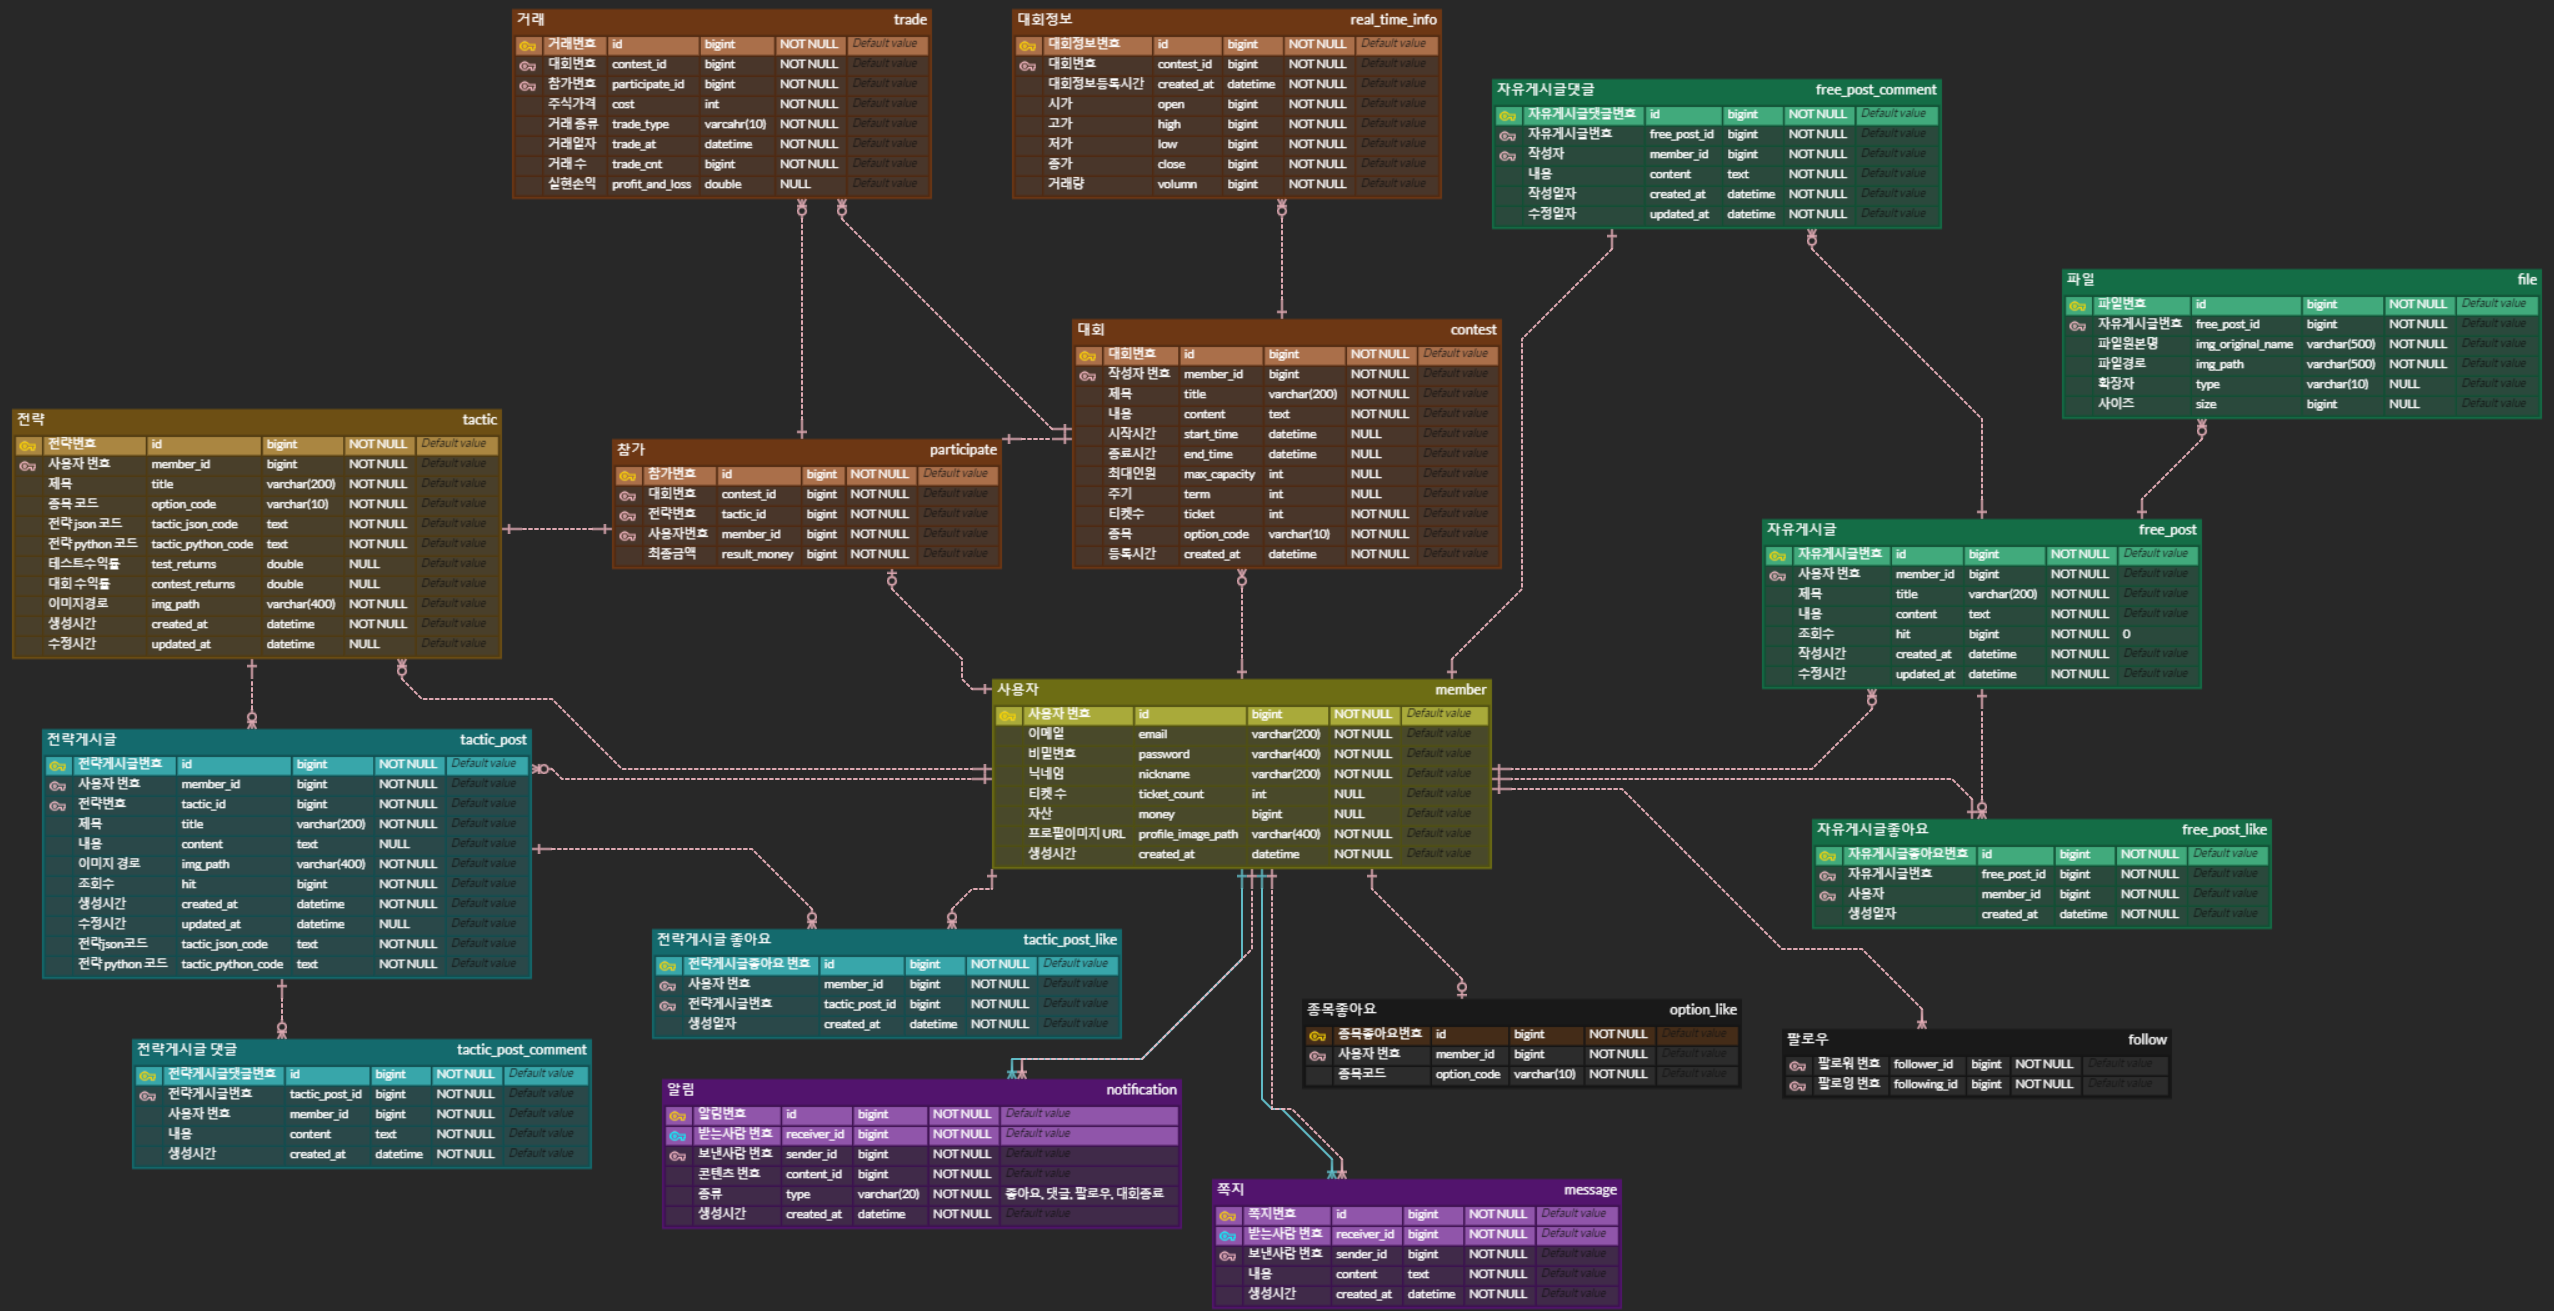 거래 trade
거래번호 id bigint NOT NULL Default value
대회번호 contest_id bigint NOT NULL Default value
참가번호 participate_id bigint NOT NULL Default value
주식가격 cost int NOT NULL Default value
거래 종류 trade_type varcahr(10) NOT NULL Default value
거래일자 trade_at datetime NOT NULL Default value
거래 수 trade_cnt bigint NOT NULL Default value
실현손익 profit_and_loss double NULL Default value
대회정보 real_time_info
대회정보번호 id bigint NOT NULL Default value
대회번호 contest_id bigint NOT NULL Default value
대회정보등록시간 created_at datetime NOT NULL Default value
시가 open bigint NOT NULL Default value
고가 high bigint NOT NULL Default value
저가 low bigint NOT NULL Default value
종가 close bigint NOT NULL Default value
거래량 volumn bigint NOT NULL Default value
자유게시글댓글 free_post_comment
자유게시글댓글번호 id bigint NOT NULL Default value
자유게시글번호 free_post_id bigint NOT NULL Default value
작성자 member_id bigint NOT NULL Default value
내용 content text NOT NULL Default value
작성일자 created_at datetime NOT NULL Default value
수정일자 updated_at datetime NOT NULL Default value
파일 file
파일번호 id bigint NOT NULL Default value
자유게시글번호 free_post_id bigint NOT NULL Default value
파일원본명 img_original_name varchar(500) NOT NULL Default value
파일경로 img_path varchar(500) NOT NULL Default value
확장자 type varchar(10) NULL Default value
사이즈 size bigint NULL Default value
대회 contest
대회번호 id bigint NOT NULL Default value
작성자 번호 member_id bigint NOT NULL Default value
제목 title varchar(200) NOT NULL Default value
내용 content text NOT NULL Default value
시작시간 start_time datetime NULL Default value
종료시간 end_time datetime NULL Default value
최대인원 max_capacity int NULL Default value
주기 term int NULL Default value
티켓수 ticket int NOT NULL Default value
종목 option_code varchar(10) NOT NULL Default value
등록시간 created_at datetime NOT NULL Default value
전략 tactic
전략번호 id bigint NOT NULL Default value
사용자 번호 member_id bigint NOT NULL Default value
제목 title varchar(200) NOT NULL Default value
종목 코드 option_code varchar(10) NOT NULL Default value
전략 json 코드 tactic_json_code text NOT NULL Default value
전략 python 코드 tactic_python_code text NOT NULL Default value
테스트수익률 test_returns double NULL Default value
대회 수익률 contest_returns double NULL Default value
이미지경로 img_path varchar(400) NOT NULL Default value
생성시간 created_at datetime NOT NULL Default value
수정시간 updated_at datetime NULL Default value
참가 participate
참가번호 id bigint NOT NULL Default value
대회번호 contest_id bigint NOT NULL Default value
전략번호 tactic_id bigint NOT NULL Default value
사용자번호 member_id bigint NOT NULL Default value
최종금액 result_money bigint NOT NULL Default value
자유게시글 free_post
자유게시글번호 id bigint NOT NULL Default value
사용자 번호 member_id bigint NOT NULL Default value
제목 title varchar(200) NOT NULL Default value
내용 content text NOT NULL Default value
조회수 hit bigint NOT NULL 0
작성시간 created_at datetime NOT NULL Default value
수정시간 updated_at datetime NOT NULL Default value
사용자 member
사용자 번호 id bigint NOT NULL Default value
이메일 email varchar(200) NOT NULL Default value
비밀번호 password varchar(400) NOT NULL Default value
닉네임 nickname varchar(200) NOT NULL Default value
티켓 수 ticket_count int NULL Default value
자산 money bigint NULL Default value
프로필이미지 URL profile_image_path varchar(400) NOT NULL Default value
생성시간 created_at datetime NOT NULL Default value
전략게시글 tactic_post
전략게시글번호 id bigint NOT NULL Default value
사용자 번호 member_id bigint NOT NULL Default value
전략번호 tactic_id bigint NOT NULL Default value
제목 title varchar(200) NOT NULL Default value
내용 content text NULL Default value
이미지 경로 img_path varchar(400) NOT NULL Default value
조회수 hit bigint NOT NULL Default value
생성시간 created_at datetime NOT NULL Default value
수정시간 updated_at datetime NULL Default value
전략json코드 tactic_json_code text NOT NULL Default value
전략 python 코드 tactic_python_code text NOT NULL Default value
자유게시글좋아요 free_post_like
자유게시글좋아요번호 id bigint NOT NULL Default value
자유게시글번호 free_post_id bigint NOT NULL Default value
사용자 member_id bigint NOT NULL Default value
생성일자 created_at datetime NOT NULL Default value
전략게시글 좋아요 tactic_post_like
전략게시글좋아요 번호 id bigint NOT NULL Default value
사용자 번호 member_id bigint NOT NULL Default value
전략게시글번호 tactic_post_id bigint NOT NULL Default value
생성일자 created_at datetime NOT NULL Default value
종목좋아요 option_like
종목좋아요번호 id bigint NOT NULL Default value
사용자 번호 member_id bigint NOT NULL Default value
종목코드 option_code varchar(10) NOT NULL Default value
팔로우 follow
팔로워 번호 follower_id bigint NOT NULL Default value
팔로잉 번호 following_id bigint NOT NULL Default value
전략게시글 댓글 tactic_post_comment
전략게시글댓글번호 id bigint NOT NULL Default value
전략게시글번호 tactic_post_id bigint NOT NULL Default value
사용자 번호 member_id bigint NOT NULL Default value
내용 content text NOT NULL Default value
생성시간 created_at datetime NOT NULL Default value
알림 notification
알림번호 id bigint NOT NULL Default value
받는사람 번호 receiver_id bigint NOT NULL Default value
보낸사람 번호 sender_id bigint NOT NULL Default value
콘텐츠 번호 content_id bigint NOT NULL Default value
종류 type varchar(20) NOT NULL 좋아요, 댓글, 팔로우, 대회종료
생성시간 created_at datetime NOT NULL Default value
쪽지 message
쪽지번호 id bigint NOT NULL Default value
받는사람 번호 receiver_id bigint NOT NULL Default value
보낸사람 번호 sender_id bigint NOT NULL Default value
내용 content text NOT NULL Default value
생성시간 created_at datetime NOT NULL Default value